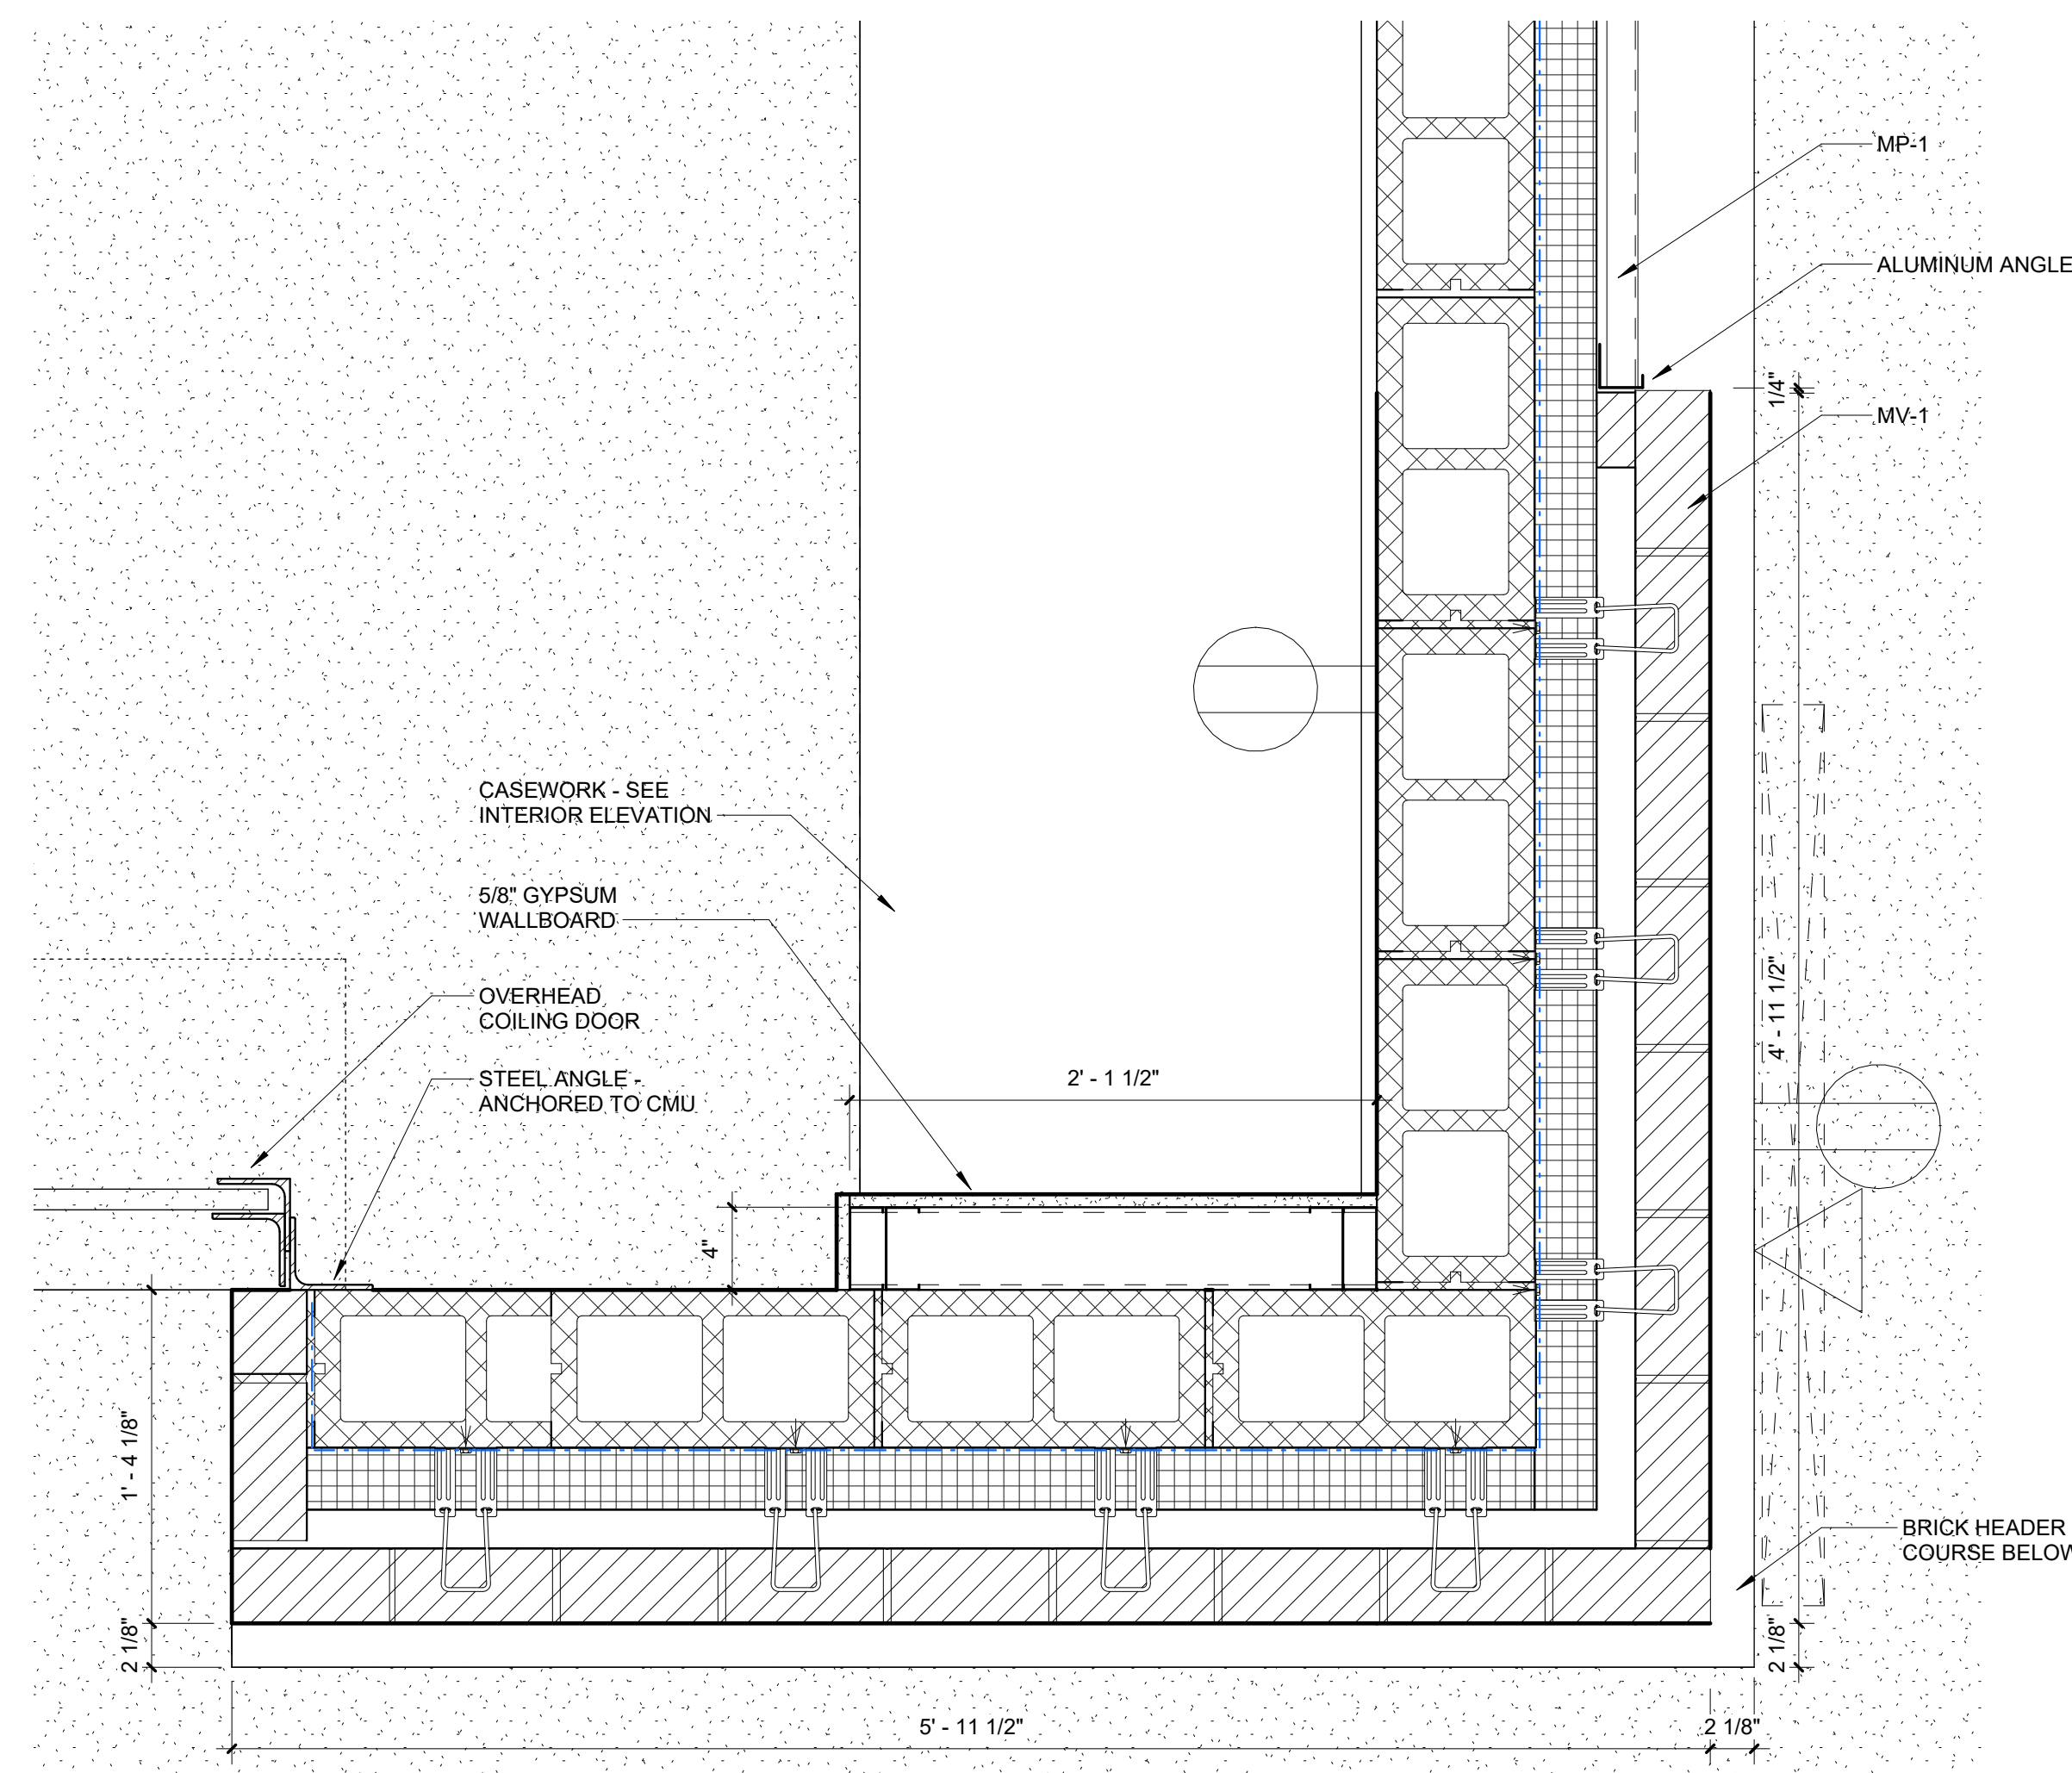 MP-1
ALUMINUM ANGLE
1/4"
MV-1
CASEWORK - SEE
INTERIOR ELEVATION
5/8" GYPSUM
WALLBOARD
OVERHEAD
COILING DOOR
STEEL ANGLE -
ANCHORED TO CMU
2' - 1 1/2"
4' - 11 1/2"
4"
1' - 4 1/8"
BRICK HEADER
COURSE BELOW
2 1/8"
2 1/8"
5' - 11 1/2"
2 1/8"